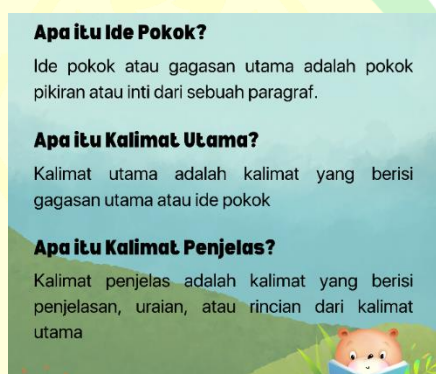 Apa itu Ide Pokok?
Ide pokok atau gagasan utama adalah pokok
pikiran atau inti dari sebuah paragraf.
Apa itu Kalimat Utama?
Kalimat utama adalah kalimat yang berisi
gagasan utama atau ide pokok
Apa itu Kalimat Penjelas?
Kalimat penjelas adalah kalimat yang berisi
penjelasan, uraian, atau rincian dari kalimat
utama